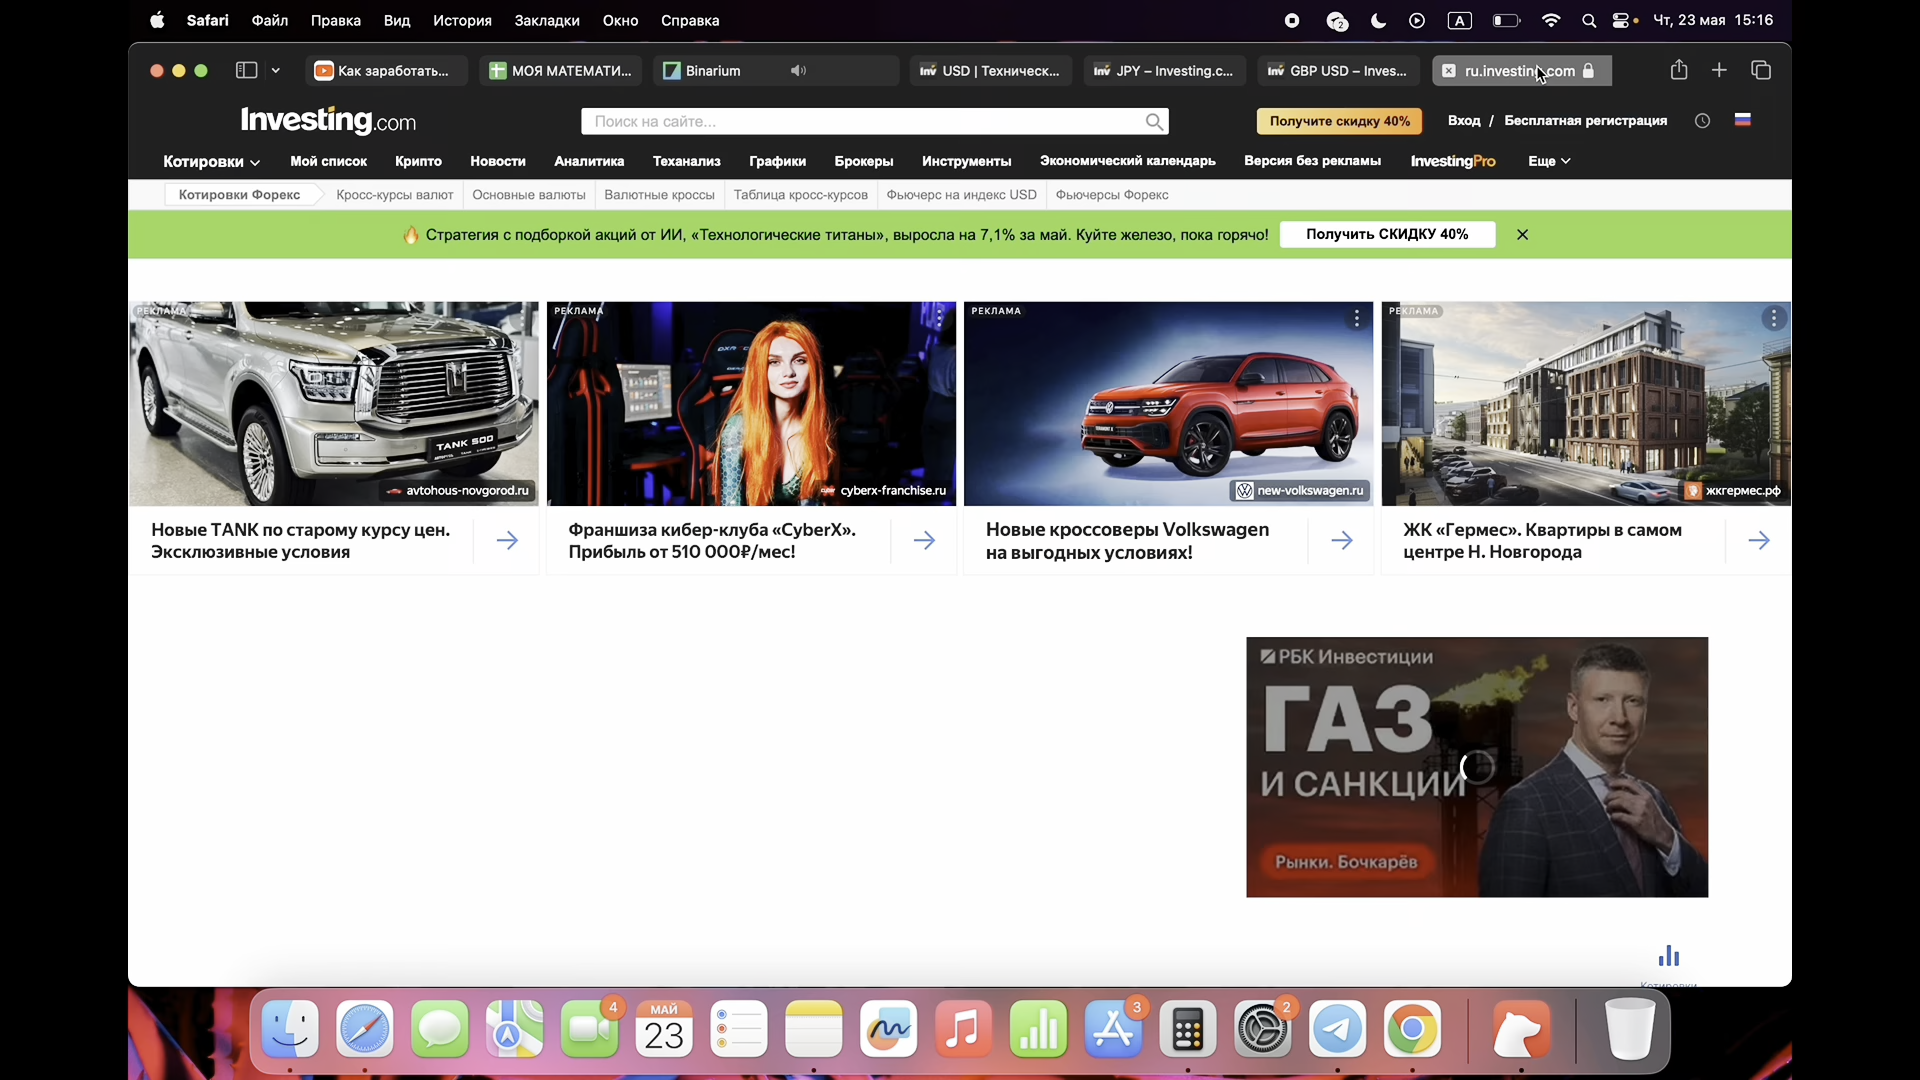 Safari Файл Правка Вид История Закладки Окно Справка
2 A Чт, 23 мая 15:16
Как заработать... МОЯ МАТЕМАТИ... Binarium USD | Техническ... JPY – Investing.c... GBP USD – Inves... ru.investing.com
Investing.com Поиск на сайте... Получите скидку 40% Вход / Бесплатная регистрация
Котировки Мой список Крипто Новости Аналитика Теханализ Графики Брокеры Инструменты Экономический календарь Версия без рекламы InvestingPro Еще
Котировки Форекс Кросс-курсы валют Основные валюты Валютные кроссы Таблица кросс-курсов Фьючерс на индекс USD Фьючерсы Форекс
Стратегия с подборкой акций от ИИ, «Технологические титаны», выросла на 7,1% за май. Куйте железо, пока горячо! Получить СКИДКУ 40%
РЕКЛАМА
TANK 500
avtohous-novgorod.ru
Новые TANK по старому курсу цен.
Эксклюзивные условия
РЕКЛАМА
cyberx-franchise.ru
Франшиза кибер-клуба «CyberX».
Прибыль от 510 000₽/мес!
РЕКЛАМА
new-volkswagen.ru
Новые кроссоверы Volkswagen
на выгодных условиях!
РЕКЛАМА
жкгермес.рф
ЖК «Гермес». Квартиры в самом
центре Н. Новгорода
РБК Инвестиции
ГАЗ
И САНКЦИИ
Рынки. Бочкарёв
Котировки
4 МАЙ 23 3 2